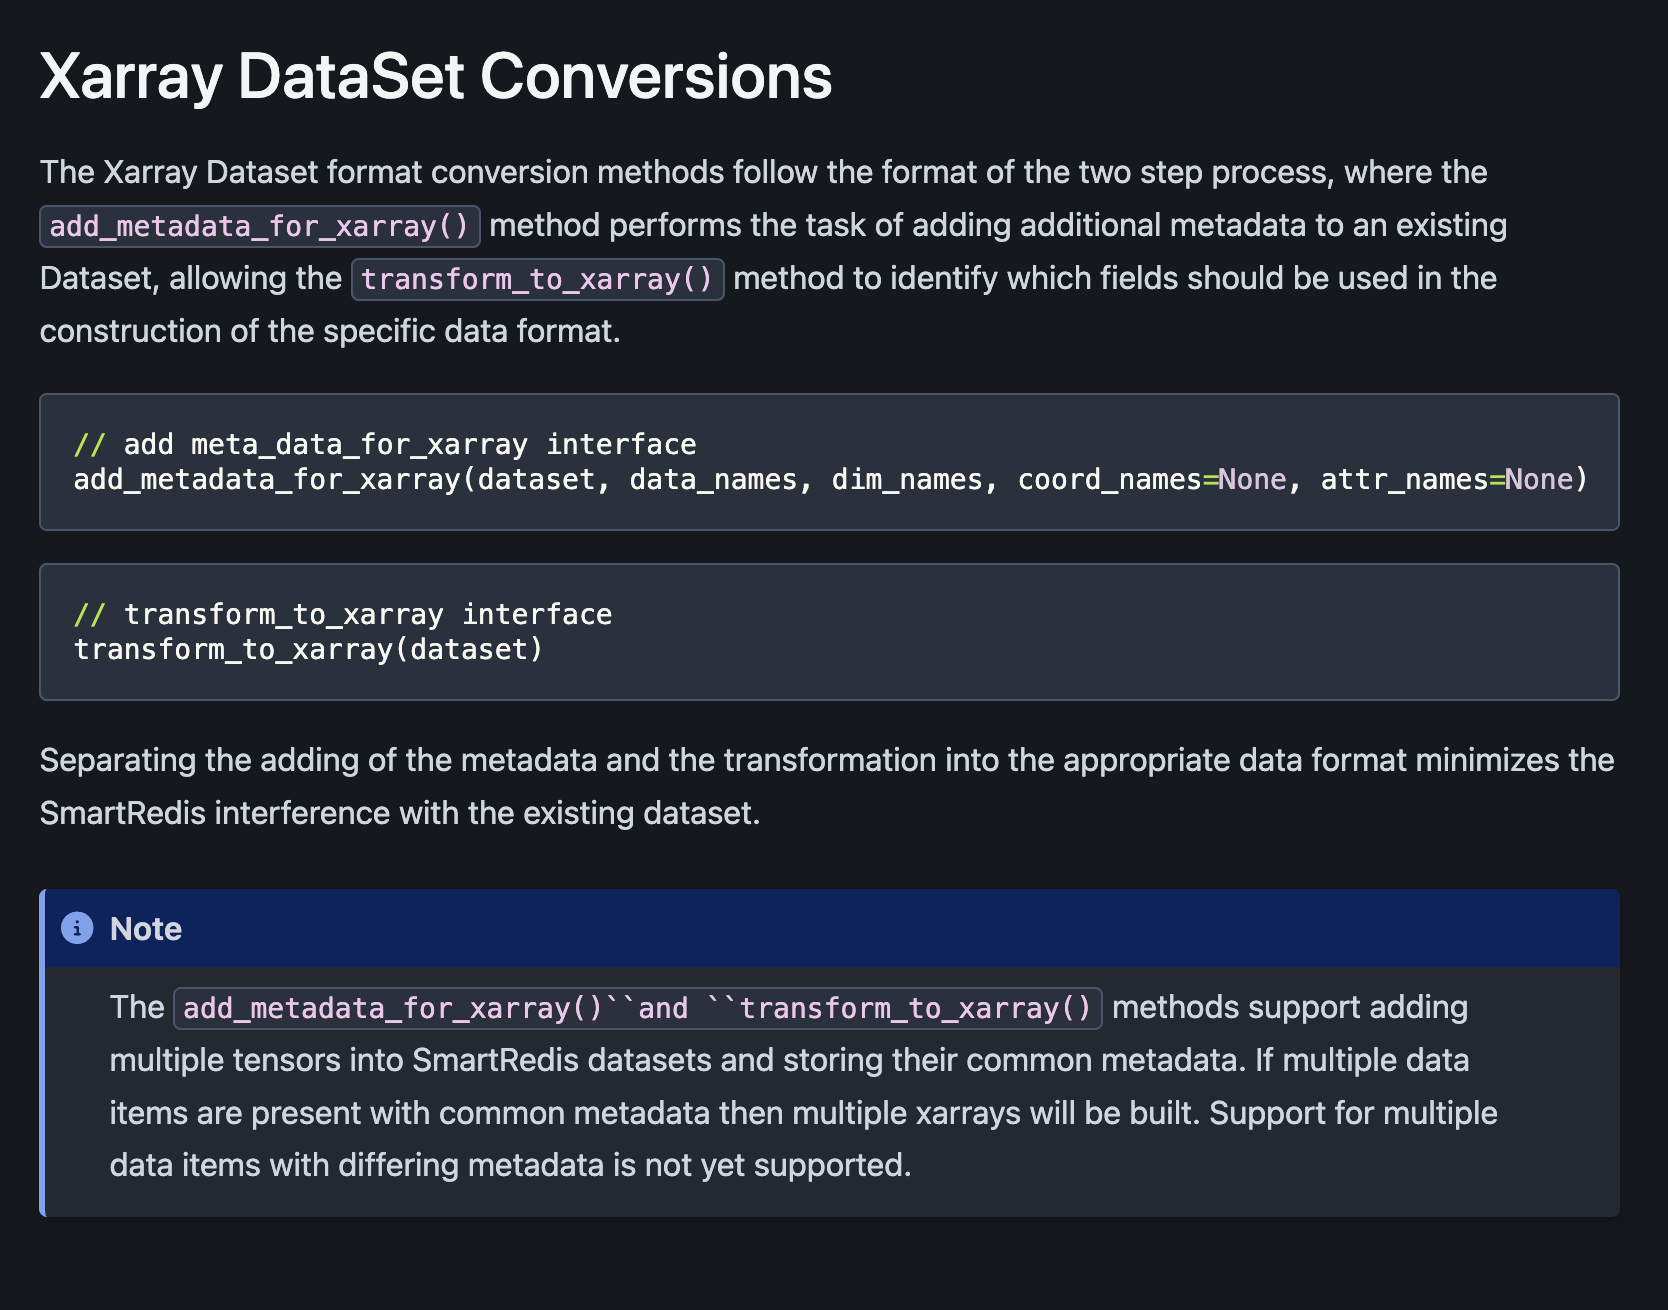 Xarray DataSet Conversions
The Xarray Dataset format conversion methods follow the format of the two step process, where the
add_metadata_for_xarray() method performs the task of adding additional metadata to an existing
Dataset, allowing the transform_to_xarray() method to identify which fields should be used in the
construction of the specific data format.
// add meta_data_for_xarray interface
add_metadata_for_xarray(dataset, data_names, dim_names, coord_names=None, attr_names=None)
// transform_to_xarray interface
transform_to_xarray(dataset)
Separating the adding of the metadata and the transformation into the appropriate data format minimizes the
SmartRedis interference with the existing dataset.
Note
The add_metadata_for_xarray()``and ``transform_to_xarray() methods support adding
multiple tensors into SmartRedis datasets and storing their common metadata. If multiple data
items are present with common metadata then multiple xarrays will be built. Support for multiple
data items with differing metadata is not yet supported.